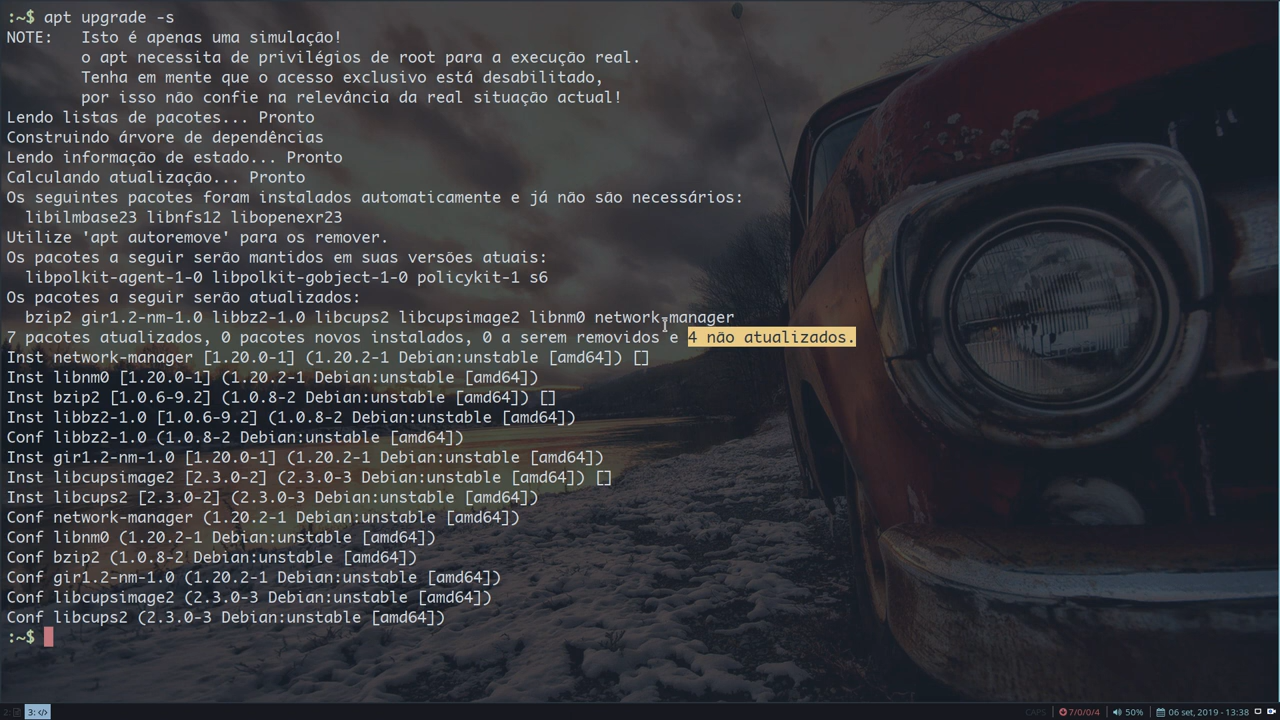 :~$ apt upgrade -s
NOTE:   Isto é apenas uma simulação!
        o apt necessita de privilégios de root para a execução real.
        Tenha em mente que o acesso exclusivo está desabilitado,
        por isso não confie na relevância da real situação actual!
Lendo listas de pacotes... Pronto
Construindo árvore de dependências
Lendo informação de estado... Pronto
Calculando atualização... Pronto
Os seguintes pacotes foram instalados automaticamente e já não são necessários:
  libilmbase23 libnfs12 libopenexr23
Utilize 'apt autoremove' para os remover.
Os pacotes a seguir serão mantidos em suas versões atuais:
  libpolkit-agent-1-0 libpolkit-gobject-1-0 policykit-1 s6
Os pacotes a seguir serão atualizados:
  bzip2 gir1.2-nm-1.0 libbz2-1.0 libcups2 libcupsimage2 libnm0 network-manager
7 pacotes atualizados, 0 pacotes novos instalados, 0 a serem removidos e 4 não atualizados.
Inst network-manager [1.20.0-1] (1.20.2-1 Debian:unstable [amd64]) []
Inst libnm0 [1.20.0-1] (1.20.2-1 Debian:unstable [amd64])
Inst bzip2 [1.0.6-9.2] (1.0.8-2 Debian:unstable [amd64]) []
Inst libbz2-1.0 [1.0.6-9.2] (1.0.8-2 Debian:unstable [amd64])
Conf libbz2-1.0 (1.0.8-2 Debian:unstable [amd64])
Inst gir1.2-nm-1.0 [1.20.0-1] (1.20.2-1 Debian:unstable [amd64])
Inst libcupsimage2 [2.3.0-2] (2.3.0-3 Debian:unstable [amd64]) []
Inst libcups2 [2.3.0-2] (2.3.0-3 Debian:unstable [amd64])
Conf network-manager (1.20.2-1 Debian:unstable [amd64])
Conf libnm0 (1.20.2-1 Debian:unstable [amd64])
Conf bzip2 (1.0.8-2 Debian:unstable [amd64])
Conf gir1.2-nm-1.0 (1.20.2-1 Debian:unstable [amd64])
Conf libcupsimage2 (2.3.0-3 Debian:unstable [amd64])
Conf libcups2 (2.3.0-3 Debian:unstable [amd64])
:~$
2: 3: </> CAPS 7/0/0/4 50% 06 set, 2019 - 13:38